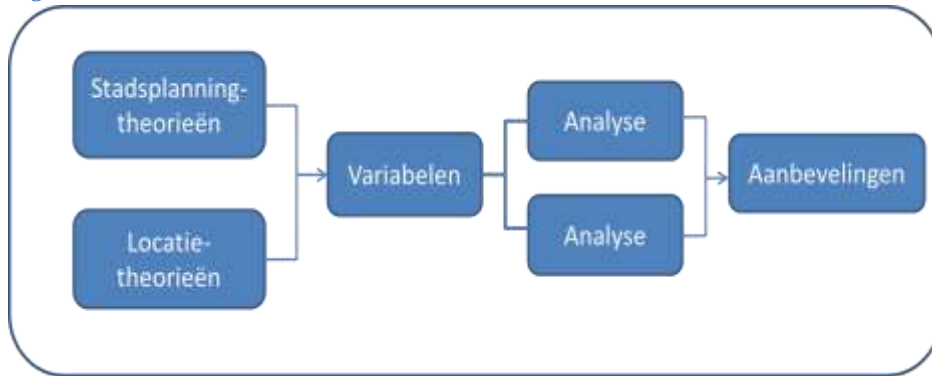 Stadsplanning-
theorieën
Locatie-
theorieën
Variabelen
Analyse
Analyse
Aanbevelingen